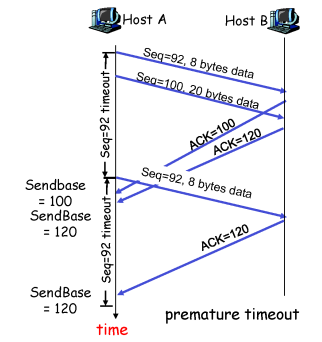 Host A
Host B
Seq=92, 8 bytes data
Seq=100, 20 bytes data
ACK=100
ACK=120
Seq=92 timeout
Seq=92, 8 bytes data
Sendbase
= 100
SendBase
= 120
Seq=92 timeout
ACK=120
SendBase
= 120
time
premature timeout